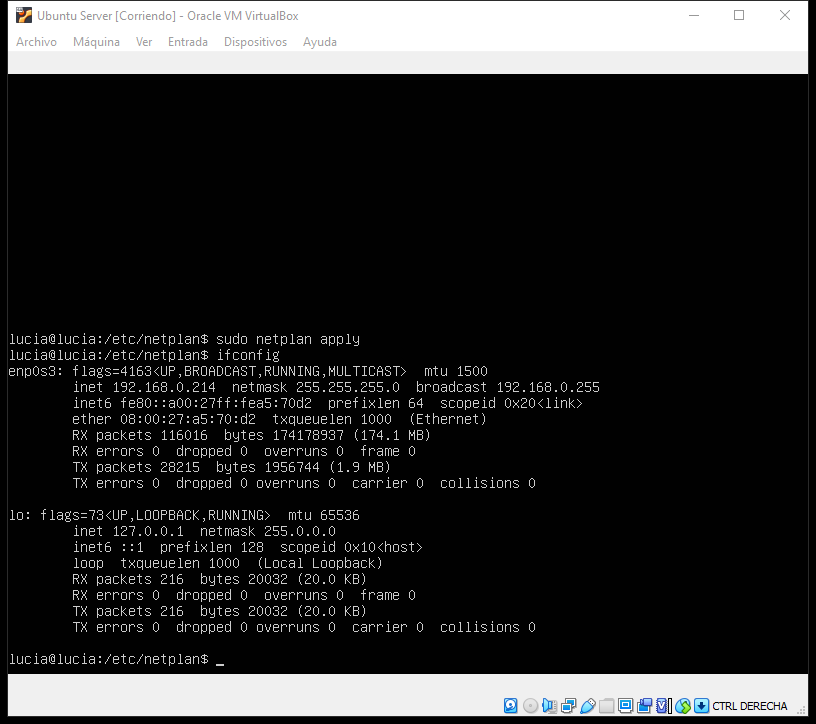 Ubuntu Server [Corriendo] - Oracle VM VirtualBox
Archivo Máquina Ver Entrada Dispositivos Ayuda
lucia@lucia:/etc/netplan$ sudo netplan apply
lucia@lucia:/etc/netplan$ ifconfig
enp0s3: flags=4163<UP,BROADCAST,RUNNING,MULTICAST>  mtu 1500
        inet 192.168.0.214  netmask 255.255.255.0  broadcast 192.168.0.255
        inet6 fe80::a00:27ff:fea5:70d2  prefixlen 64  scopeid 0x20<link>
        ether 08:00:27:a5:70:d2  txqueuelen 1000  (Ethernet)
        RX packets 116016  bytes 174178937 (174.1 MB)
        RX errors 0  dropped 0  overruns 0  frame 0
        TX packets 28215  bytes 1956744 (1.9 MB)
        TX errors 0  dropped 0 overruns 0  carrier 0  collisions 0
lo: flags=73<UP,LOOPBACK,RUNNING>  mtu 65536
        inet 127.0.0.1  netmask 255.0.0.0
        inet6 ::1  prefixlen 128  scopeid 0x10<host>
        loop  txqueuelen 1000  (Local Loopback)
        RX packets 216  bytes 20032 (20.0 KB)
        RX errors 0  dropped 0  overruns 0  frame 0
        TX packets 216  bytes 20032 (20.0 KB)
        TX errors 0  dropped 0 overruns 0  carrier 0  collisions 0
lucia@lucia:/etc/netplan$ _
CTRL DERECHA